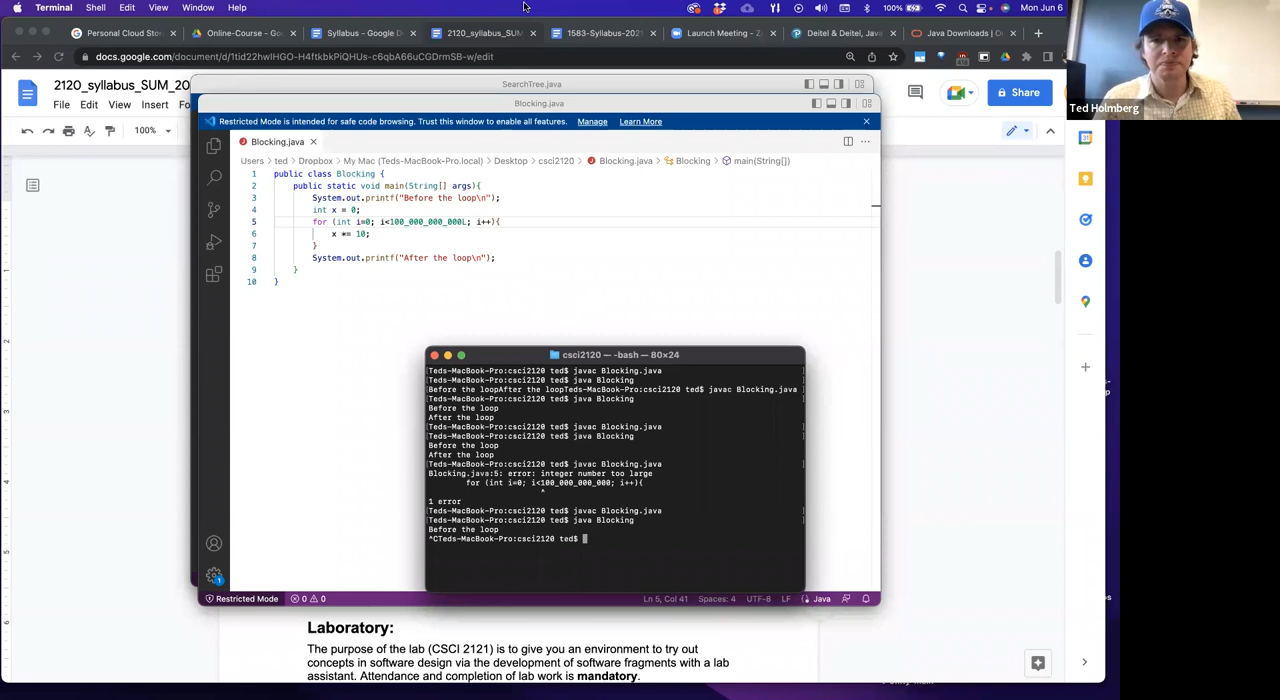 Terminal Shell Edit View Window Help 100% Mon Jun 6
Personal Cloud Stor Online-Course - Go Syllabus - Google D 2120_syllabus_SUM_ 1583-Syllabus-2021 Launch Meeting - Z Deitel & Deitel, Java Java Downloads | O
docs.google.com/document/d/1tid22hwIHGO-H4ftkbkPiQHUs-c6qbA66uCGDrmSB-w/edit
Ted Holmberg
2120_syllabus_SUM_20
File Edit View Insert Fo
Share
100%
SearchTree.java
Blocking.java
Restricted Mode is intended for safe code browsing. Trust this window to enable all features. Manage Learn More
Blocking.java
Users > ted > Dropbox > My Mac (Teds-MacBook-Pro.local) > Desktop > csci2120 > Blocking.java > Blocking > main(String[])
1 public class Blocking {
2 public static void main(String[] args){
3 System.out.printf("Before the loop\n");
4 int x = 0;
5 for (int i=0; i<100_000_000_000L; i++){
6 x *= 10;
7 }
8 System.out.printf("After the loop\n");
9 }
10 }
csci2120 — -bash — 80×24
[Teds-MacBook-Pro:csci2120 ted$ javac Blocking.java ]
[Teds-MacBook-Pro:csci2120 ted$ java Blocking ]
[Before the loopAfter the loopTeds-MacBook-Pro:csci2120 ted$ javac Blocking.java ]
[Teds-MacBook-Pro:csci2120 ted$ java Blocking ]
Before the loop
After the loop
[Teds-MacBook-Pro:csci2120 ted$ javac Blocking.java ]
[Teds-MacBook-Pro:csci2120 ted$ java Blocking ]
Before the loop
After the loop
[Teds-MacBook-Pro:csci2120 ted$ javac Blocking.java ]
Blocking.java:5: error: integer number too large
for (int i=0; i<100_000_000_000; i++){
^
1 error
[Teds-MacBook-Pro:csci2120 ted$ javac Blocking.java ]
[Teds-MacBook-Pro:csci2120 ted$ java Blocking ]
Before the loop
^CTeds-MacBook-Pro:csci2120 ted$
1
Restricted Mode 0 0 Ln 5, Col 41 Spaces: 4 UTF-8 LF Java
Laboratory:
The purpose of the lab (CSCI 2121) is to give you an environment to try out
concepts in software design via the development of software fragments with a lab
assistant. Attendance and completion of lab work is mandatory.